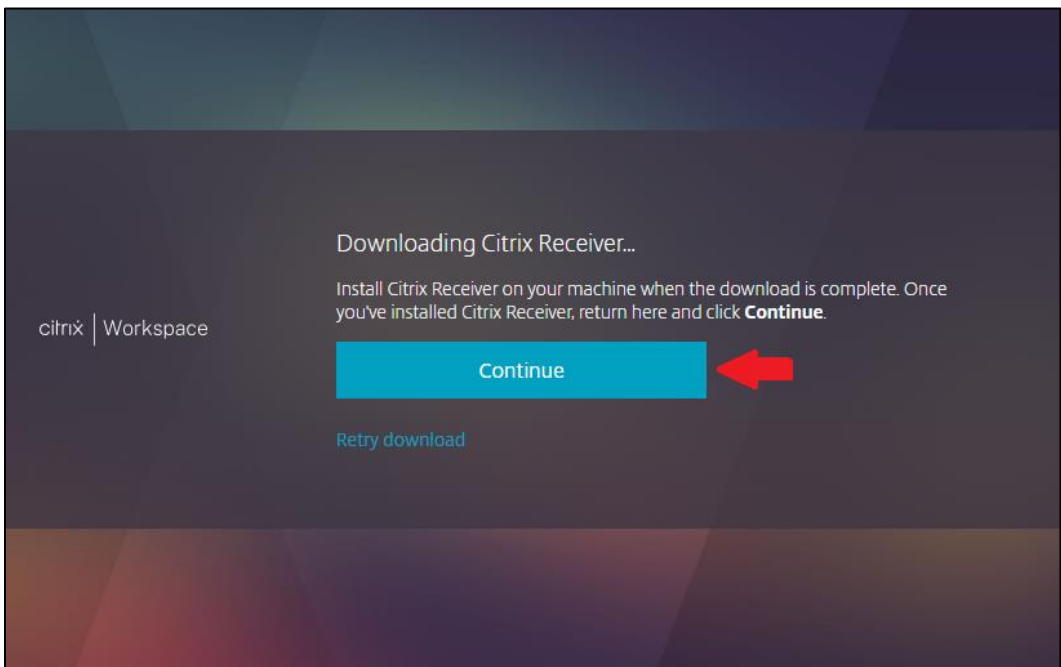 Downloading Citrix Receiver...
Install Citrix Receiver on your machine when the download is complete. Once
you've installed Citrix Receiver, return here and click Continue.
citrix | Workspace
Continue
Retry download